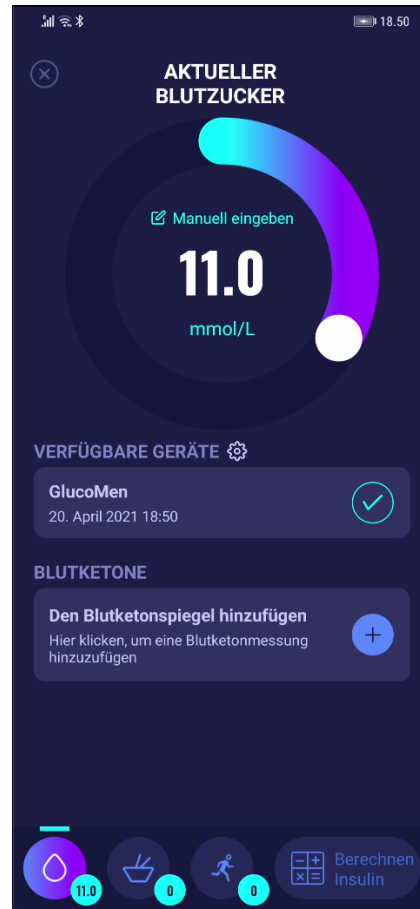 18.50
AKTUELLER
BLUTZUCKER
Manuell eingeben
11.0
mmol/L
VERFÜGBARE GERÄTE
GlucoMen
20. April 2021 18:50
BLUTKETONE
Den Blutketonspiegel hinzufügen
Hier klicken, um eine Blutketonmessung
hinzuzufügen
11.0
0
0
Berechnen
Insulin